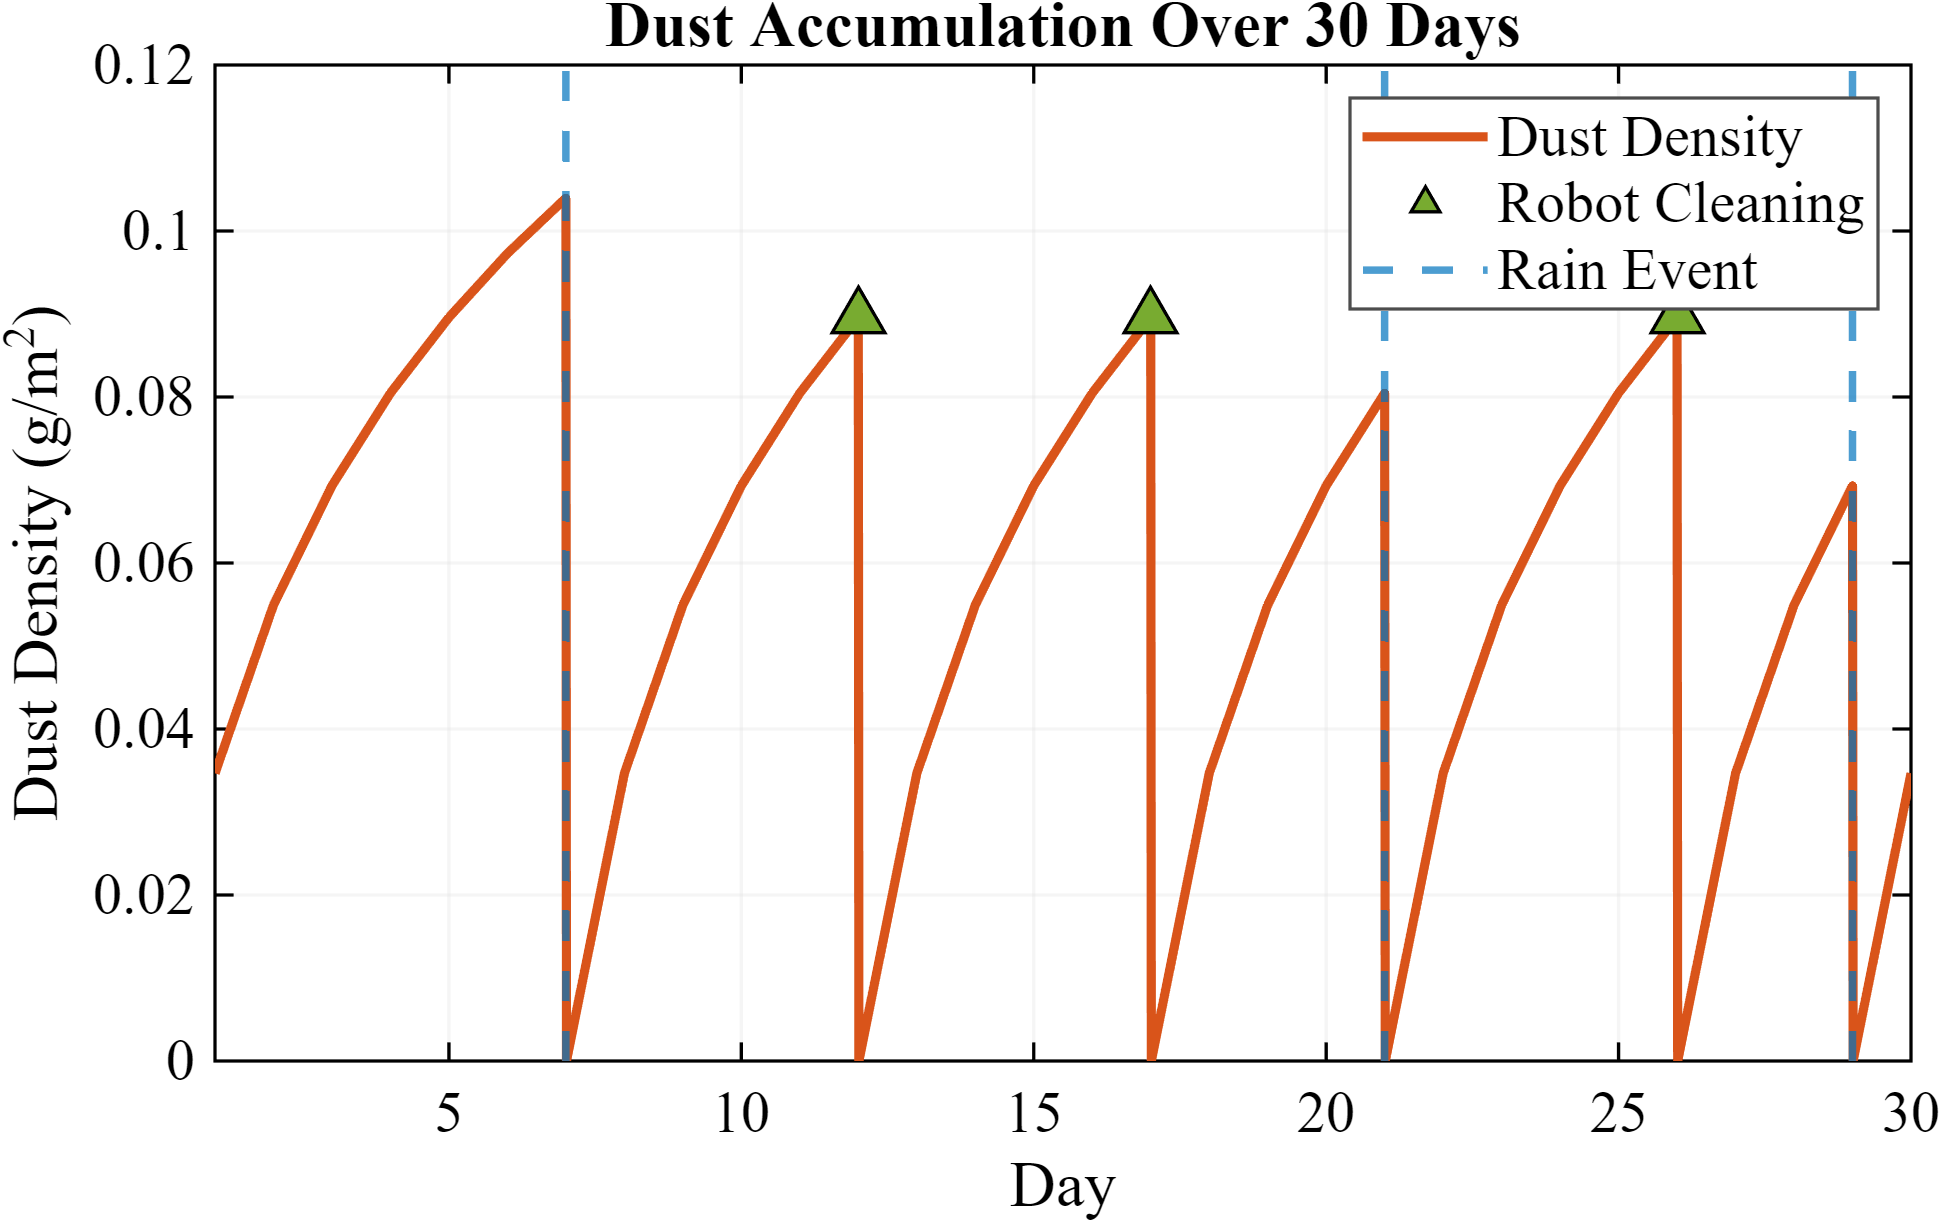 Dust Accumulation Over 30 Days
0.12
0.1
0.08
0.06
0.04
0.02
0
Dust Density (g/m²)
Dust Density
Robot Cleaning
Rain Event
5 10 15 20 25 30
Day